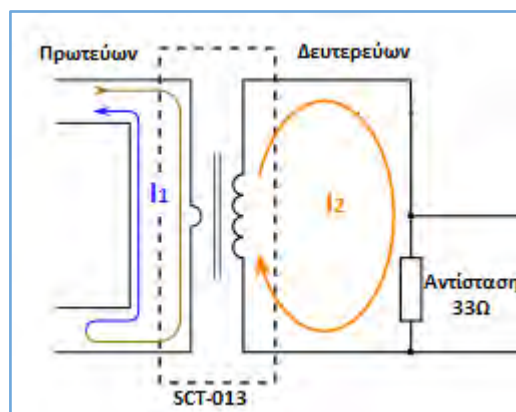 Πρωτεύων
Δευτερεύων
I1
I2
Αντίσταση
33Ω
SCT-013